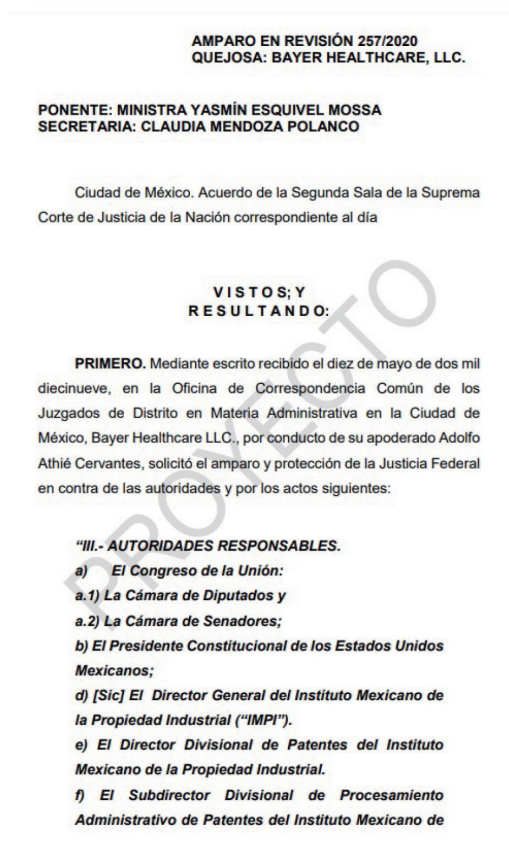 AMPARO EN REVISIÓN 257/2020
QUEJOSA: BAYER HEALTHCARE, LLC.
PONENTE: MINISTRA YASMÍN ESQUIVEL MOSSA
SECRETARIA: CLAUDIA MENDOZA POLANCO
Ciudad de México. Acuerdo de la Segunda Sala de la Suprema
Corte de Justicia de la Nación correspondiente al día
V I S T O S; Y
R E S U L T A N D O:
PRIMERO. Mediante escrito recibido el diez de mayo de dos mil
diecinueve, en la Oficina de Correspondencia Común de los
Juzgados de Distrito en Materia Administrativa en la Ciudad de
México, Bayer Healthcare LLC., por conducto de su apoderado Adolfo
Athié Cervantes, solicitó el amparo y protección de la Justicia Federal
en contra de las autoridades y por los actos siguientes:
“III.- AUTORIDADES RESPONSABLES.
a) El Congreso de la Unión:
a.1) La Cámara de Diputados y
a.2) La Cámara de Senadores;
b) El Presidente Constitucional de los Estados Unidos
Mexicanos;
d) [Sic] El Director General del Instituto Mexicano de
la Propiedad Industrial (“IMPI”).
e) El Director Divisional de Patentes del Instituto
Mexicano de la Propiedad Industrial.
f) El Subdirector Divisional de Procesamiento
Administrativo de Patentes del Instituto Mexicano de
PROYECTO